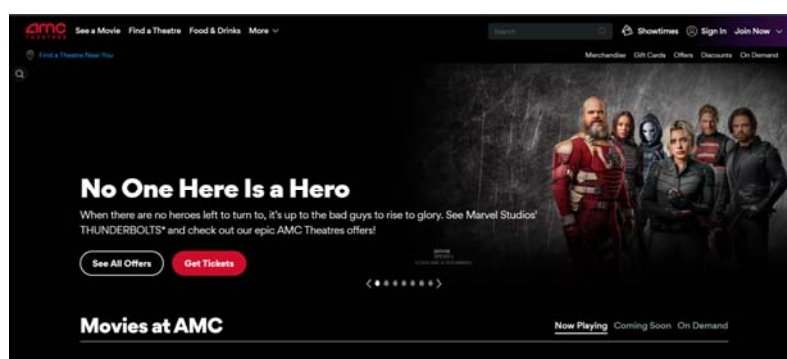 amc
THEATRES
See a Movie Find a Theatre Food & Drinks More
Search
Showtimes Sign In Join Now
Find a Theatre Near You
Merchandise Gift Cards Offers Discounts On Demand
No One Here Is a Hero
When there are no heroes left to turn to, it's up to the bad guys to rise to glory. See Marvel Studios'
THUNDERBOLTS* and check out our epic AMC Theatres offers!
See All Offers Get Tickets
Movies at AMC
Now Playing Coming Soon On Demand